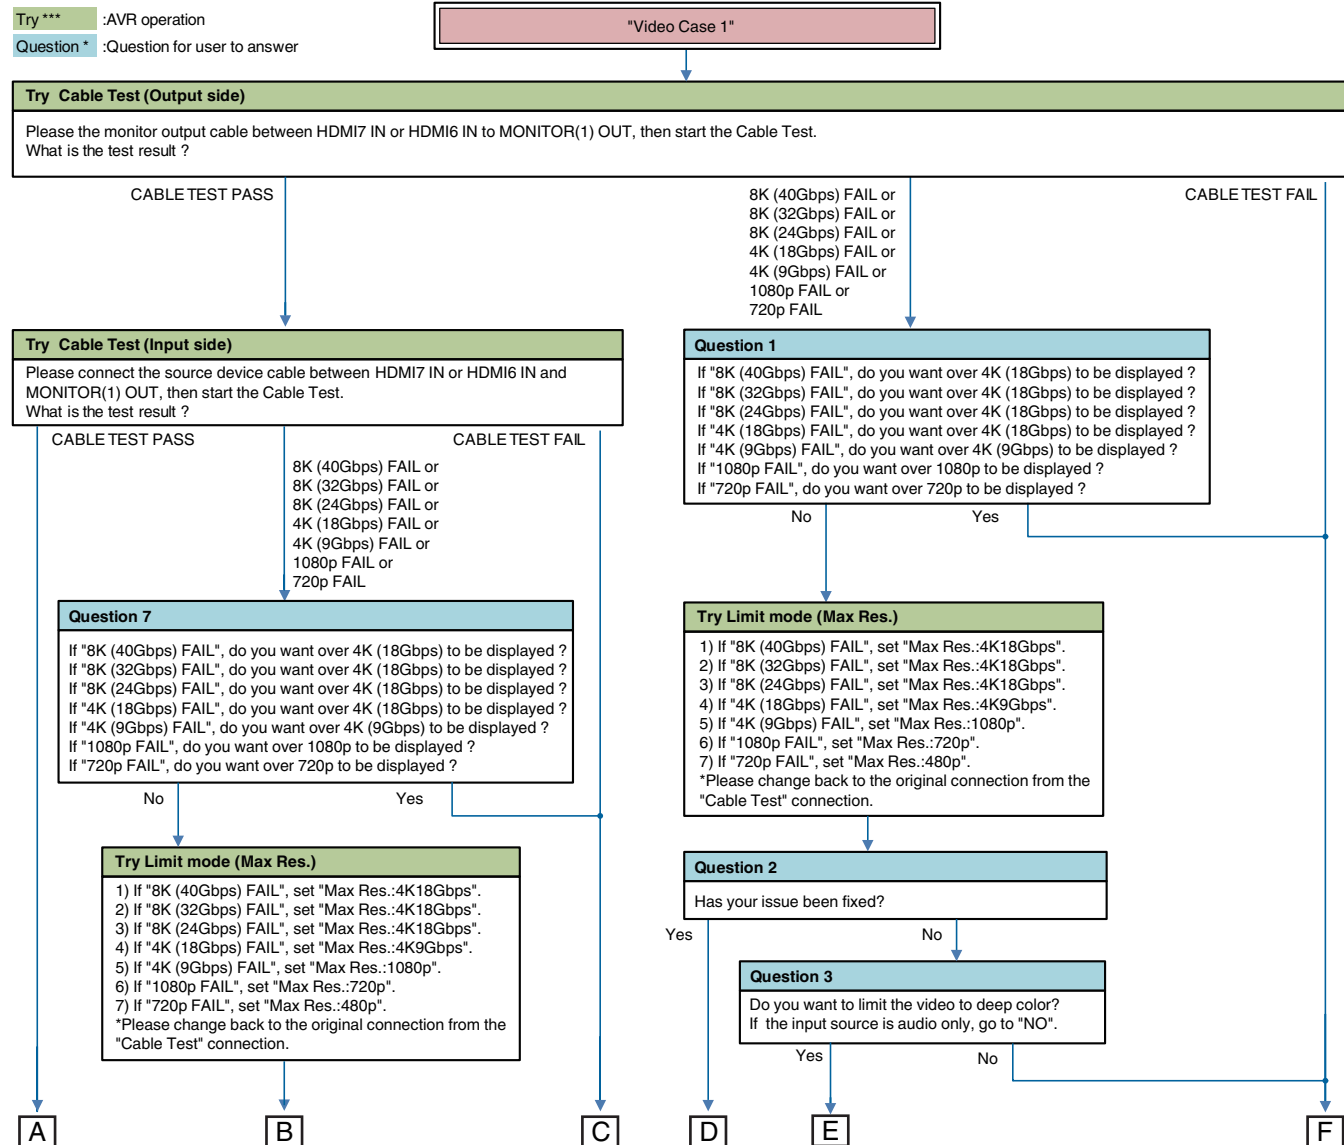 Try *** :AVR operation
Question * :Question for user to answer
"Video Case 1"
Try Cable Test (Output side)
Please the monitor output cable between HDMI7 IN or HDMI6 IN to MONITOR(1) OUT, then start the Cable Test.
What is the test result ?
CABLE TEST PASS
8K (40Gbps) FAIL or
8K (32Gbps) FAIL or
8K (24Gbps) FAIL or
4K (18Gbps) FAIL or
4K (9Gbps) FAIL or
1080p FAIL or
720p FAIL
CABLE TEST FAIL
Try Cable Test (Input side)
Please connect the source device cable between HDMI7 IN or HDMI6 IN and
MONITOR(1) OUT, then start the Cable Test.
What is the test result ?
CABLE TEST PASS
8K (40Gbps) FAIL or
8K (32Gbps) FAIL or
8K (24Gbps) FAIL or
4K (18Gbps) FAIL or
4K (9Gbps) FAIL or
1080p FAIL or
720p FAIL
CABLE TEST FAIL
Question 1
If "8K (40Gbps) FAIL", do you want over 4K (18Gbps) to be displayed ?
If "8K (32Gbps) FAIL", do you want over 4K (18Gbps) to be displayed ?
If "8K (24Gbps) FAIL", do you want over 4K (18Gbps) to be displayed ?
If "4K (18Gbps) FAIL", do you want over 4K (18Gbps) to be displayed ?
If "4K (9Gbps) FAIL", do you want over 4K (9Gbps) to be displayed ?
If "1080p FAIL", do you want over 1080p to be displayed ?
If "720p FAIL", do you want over 720p to be displayed ?
No
Yes
Question 7
If "8K (40Gbps) FAIL", do you want over 4K (18Gbps) to be displayed ?
If "8K (32Gbps) FAIL", do you want over 4K (18Gbps) to be displayed ?
If "8K (24Gbps) FAIL", do you want over 4K (18Gbps) to be displayed ?
If "4K (18Gbps) FAIL", do you want over 4K (18Gbps) to be displayed ?
If "4K (9Gbps) FAIL", do you want over 4K (9Gbps) to be displayed ?
If "1080p FAIL", do you want over 1080p to be displayed ?
If "720p FAIL", do you want over 720p to be displayed ?
No
Yes
Try Limit mode (Max Res.)
1) If "8K (40Gbps) FAIL", set "Max Res.:4K18Gbps".
2) If "8K (32Gbps) FAIL", set "Max Res.:4K18Gbps".
3) If "8K (24Gbps) FAIL", set "Max Res.:4K18Gbps".
4) If "4K (18Gbps) FAIL", set "Max Res.:4K9Gbps".
5) If "4K (9Gbps) FAIL", set "Max Res.:1080p".
6) If "1080p FAIL", set "Max Res.:720p".
7) If "720p FAIL", set "Max Res.:480p".
*Please change back to the original connection from the
"Cable Test" connection.
Try Limit mode (Max Res.)
1) If "8K (40Gbps) FAIL", set "Max Res.:4K18Gbps".
2) If "8K (32Gbps) FAIL", set "Max Res.:4K18Gbps".
3) If "8K (24Gbps) FAIL", set "Max Res.:4K18Gbps".
4) If "4K (18Gbps) FAIL", set "Max Res.:4K9Gbps".
5) If "4K (9Gbps) FAIL", set "Max Res.:1080p".
6) If "1080p FAIL", set "Max Res.:720p".
7) If "720p FAIL", set "Max Res.:480p".
*Please change back to the original connection from the
"Cable Test" connection.
Question 2
Has your issue been fixed?
Yes
No
Question 3
Do you want to limit the video to deep color?
If the input source is audio only, go to "NO".
Yes
No
A
B
C
D
E
F